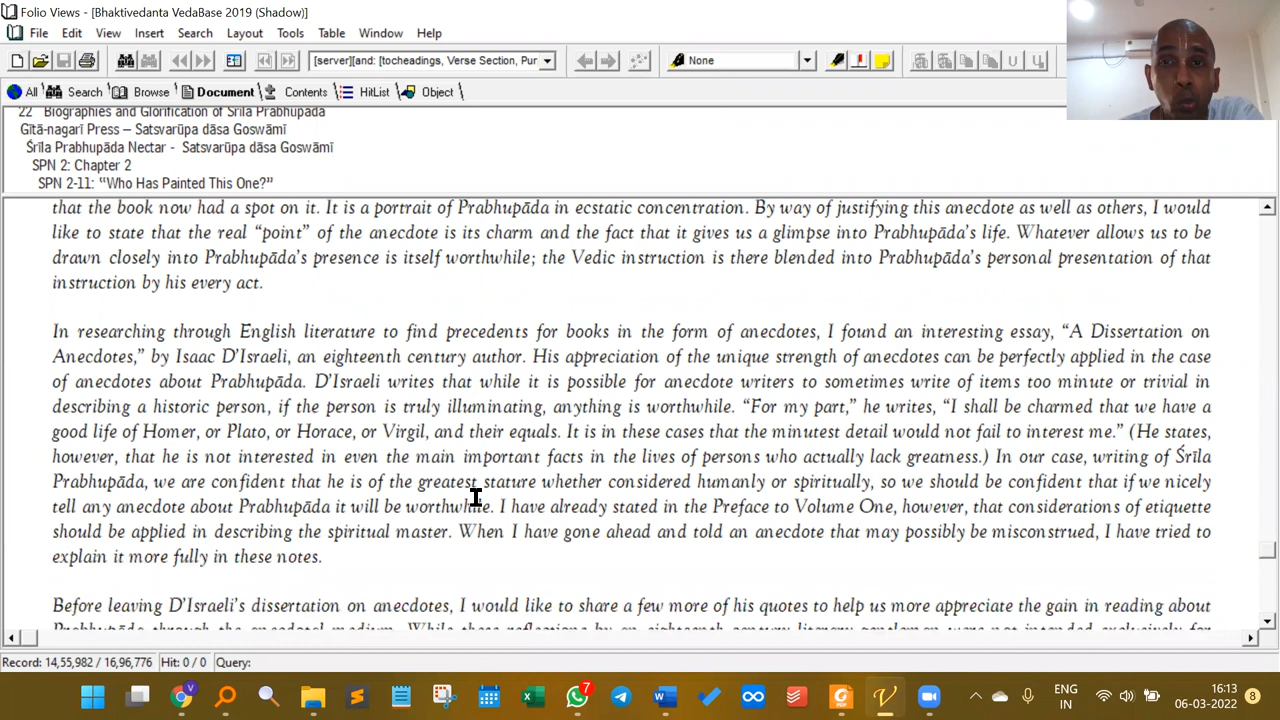 Folio Views - [Bhaktivedanta VedaBase 2019 (Shadow)]
File Edit View Insert Search Layout Tools Table Window Help
[server][and: [tocheadings, Verse Section, Pur
None
All Search Browse Document Contents HitList Object
22 Biographies and Glorification of Śrīla Prabhupāda
Gītā-nagarī Press – Satsvarūpa dāsa Goswāmī
Śrīla Prabhupāda Nectar - Satsvarūpa dāsa Goswāmī
SPN 2: Chapter 2
SPN 2-11: “Who Has Painted This One?”
that the book now had a spot on it. It is a portrait of Prabhupāda in ecstatic concentration. By way of justifying this anecdote as well as others, I would
like to state that the real “point” of the anecdote is its charm and the fact that it gives us a glimpse into Prabhupāda’s life. Whatever allows us to be
drawn closely into Prabhupāda’s presence is itself worthwhile; the Vedic instruction is there blended into Prabhupāda’s personal presentation of that
instruction by his every act.
In researching through English literature to find precedents for books in the form of anecdotes, I found an interesting essay, “A Dissertation on
Anecdotes,” by Isaac D’Israeli, an eighteenth century author. His appreciation of the unique strength of anecdotes can be perfectly applied in the case
of anecdotes about Prabhupāda. D’Israeli writes that while it is possible for anecdote writers to sometimes write of items too minute or trivial in
describing a historic person, if the person is truly illuminating, anything is worthwhile. “For my part,” he writes, “I shall be charmed that we have a
good life of Homer, or Plato, or Horace, or Virgil, and their equals. It is in these cases that the minutest detail would not fail to interest me.” (He states,
however, that he is not interested in even the main important facts in the lives of persons who actually lack greatness.) In our case, writing of Śrīla
Prabhupāda, we are confident that he is of the greatest stature whether considered humanly or spiritually, so we should be confident that if we nicely
tell any anecdote about Prabhupāda it will be worthwhile. I have already stated in the Preface to Volume One, however, that considerations of etiquette
should be applied in describing the spiritual master. When I have gone ahead and told an anecdote that may possibly be misconstrued, I have tried to
explain it more fully in these notes.
Before leaving D’Israeli’s dissertation on anecdotes, I would like to share a few more of his quotes to help us more appreciate the gain in reading about
Prabhupāda through the anecdotal medium. While these reflections by an eighteenth century literary gentleman were not intended exclusively for
Record: 14,55,982 / 16,96,776 Hit: 0 / 0 Query:
7
ENG
IN
16:13
06-03-2022
8